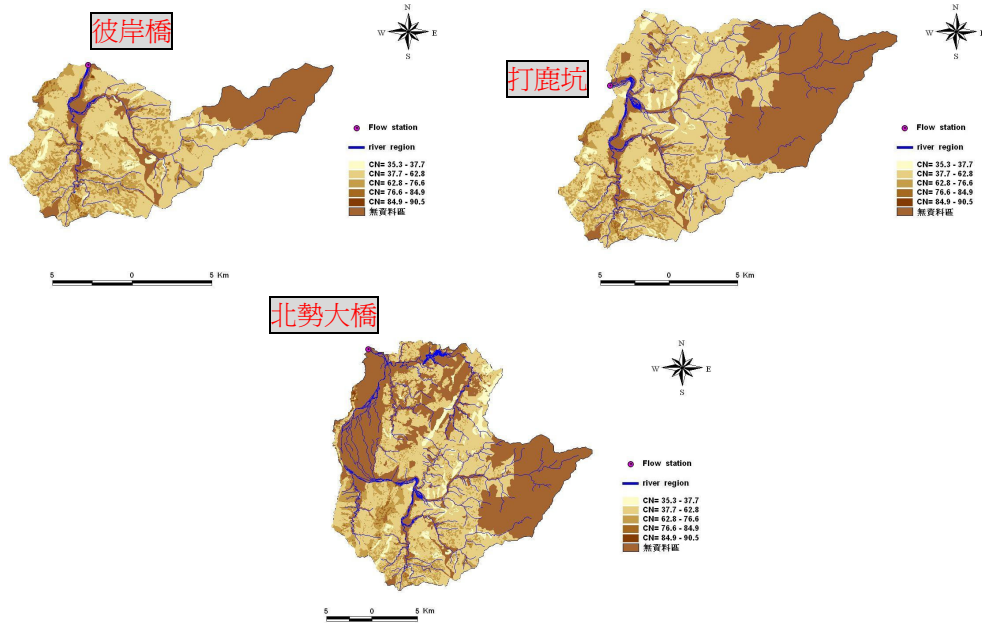 彼岸橋
N
W E
S
Flow station
river region
CN= 35.3 - 37.7
CN= 37.7 - 62.8
CN= 62.8 - 76.6
CN= 76.6 - 84.9
CN= 84.9 - 90.5
無資料區
5 0 5 Km
打鹿坑
N
W E
S
Flow station
river region
CN= 35.3 - 37.7
CN= 37.7 - 62.8
CN= 62.8 - 76.6
CN= 76.6 - 84.9
CN= 84.9 - 90.5
無資料區
5 0 5 Km
北勢大橋
N
W E
S
Flow station
river region
CN= 35.3 - 37.7
CN= 37.7 - 62.8
CN= 62.8 - 76.6
CN= 76.6 - 84.9
CN= 84.9 - 90.5
無資料區
5 0 5 Km